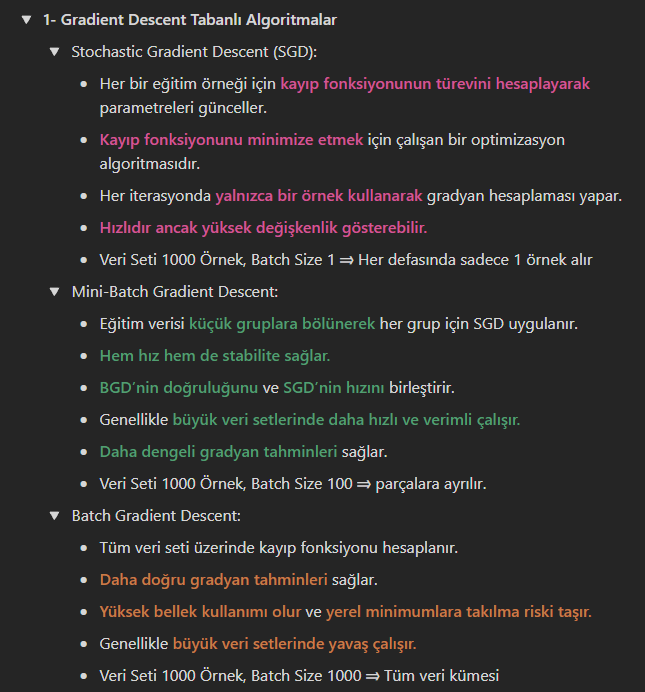 1- Gradient Descent Tabanlı Algoritmalar
Stochastic Gradient Descent (SGD):
Her bir eğitim örneği için kayıp fonksiyonunun türevini hesaplayarak
parametreleri günceller.
Kayıp fonksiyonunu minimize etmek için çalışan bir optimizasyon
algoritmasıdır.
Her iterasyonda yalnızca bir örnek kullanarak gradyan hesaplaması yapar.
Hızlıdır ancak yüksek değişkenlik gösterebilir.
Veri Seti 1000 Örnek, Batch Size 1 ⇒ Her defasında sadece 1 örnek alır
Mini-Batch Gradient Descent:
Eğitim verisi küçük gruplara bölünerek her grup için SGD uygulanır.
Hem hız hem de stabilite sağlar.
BGD’nin doğruluğunu ve SGD’nin hızını birleştirir.
Genellikle büyük veri setlerinde daha hızlı ve verimli çalışır.
Daha dengeli gradyan tahminleri sağlar.
Veri Seti 1000 Örnek, Batch Size 100 ⇒ parçalara ayrılır.
Batch Gradient Descent:
Tüm veri seti üzerinde kayıp fonksiyonu hesaplanır.
Daha doğru gradyan tahminleri sağlar.
Yüksek bellek kullanımı olur ve yerel minimumlara takılma riski taşır.
Genellikle büyük veri setlerinde yavaş çalışır.
Veri Seti 1000 Örnek, Batch Size 1000 ⇒ Tüm veri kümesi